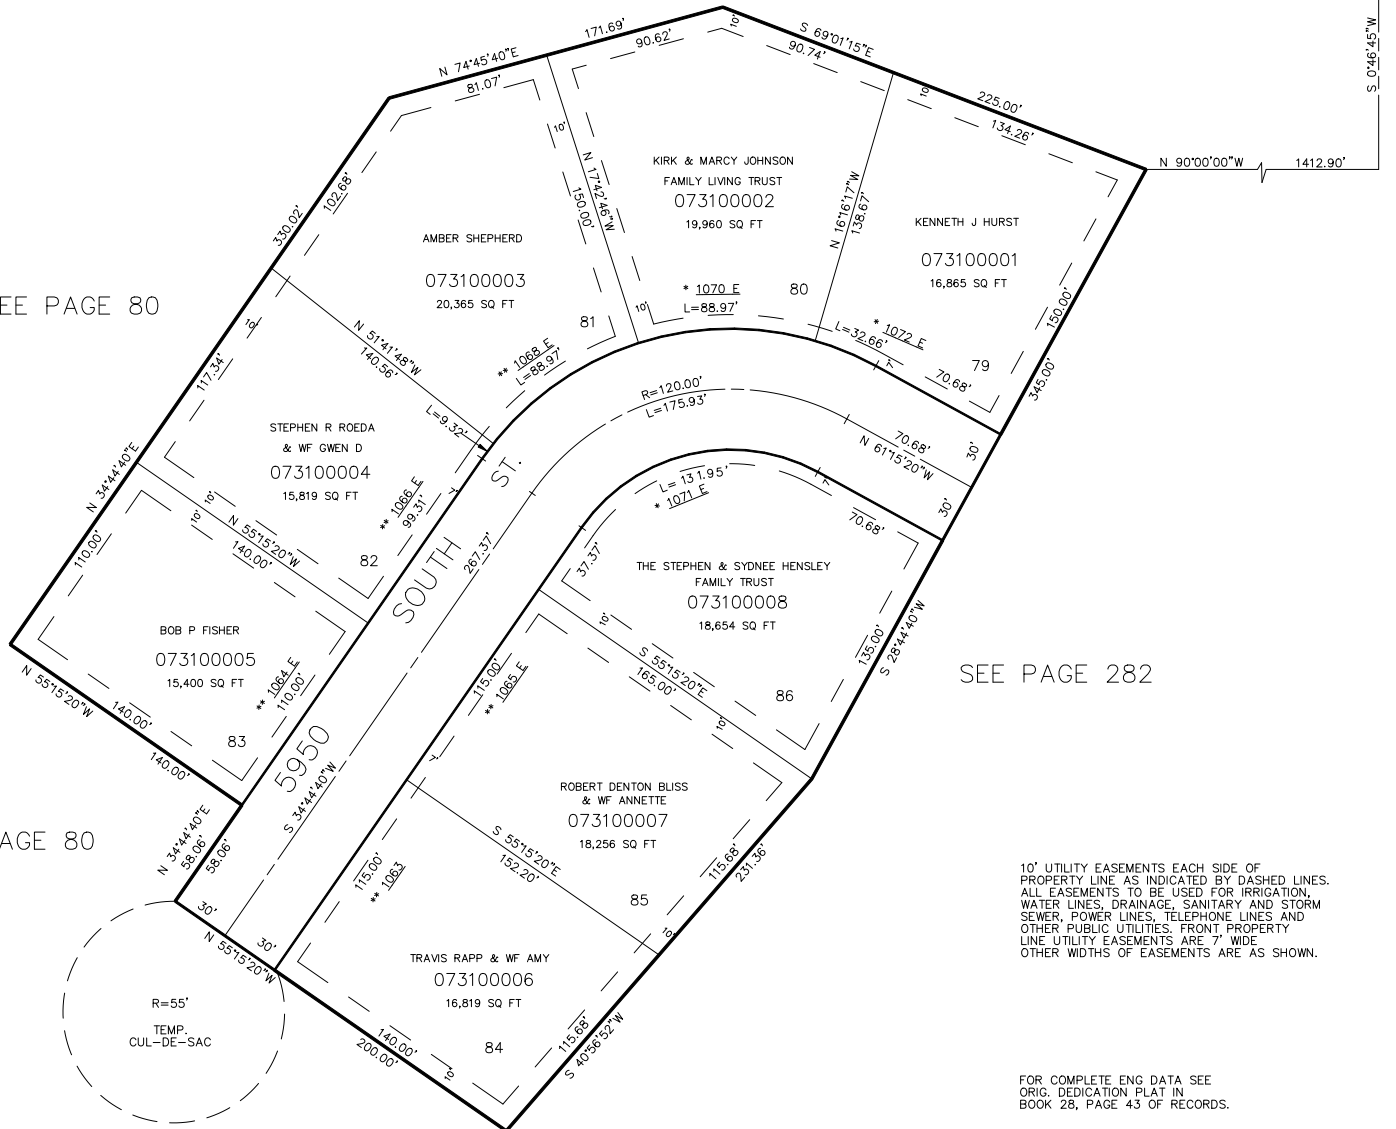 171.69'
90.62'
10'
S 69°01'15"E
90.74'
S 0°46'45"W
N 74°45'40"E
81.07'
10'
225.00'
134.26'
10'
N 17°42'46"W
150.00'
KIRK & MARCY JOHNSON
FAMILY LIVING TRUST
073100002
19,960 SQ FT
N 90°00'00"W
1412.90'
102.68'
330.02'
N 16°16'17"W
138.67'
KENNETH J HURST
073100001
16,865 SQ FT
AMBER SHEPHERD
073100003
20,365 SQ FT
EE PAGE 80
* 1070 E
L=88.97'
80
10'
81
10'
150.00'
345.00'
* 1072 E
L=32.66'
7'
70.68'
79
N 51°41'48"W
140.56'
** 1068 E
L=88.97'
117.34'
R=120.00'
L=175.93'
L=9.32'
70.68'
N 61°15'20"W
30'
30'
STEPHEN R ROEDA
& WF GWEN D
073100004
15,819 SQ FT
N 34°44'40"E
10'
10'
** 1066 E
99.31'
7'
ST.
L= 131.95'
* 1071 E
7'
70.68'
110.00'
N 55°15'20"W
140.00'
82
SOUTH
267.37'
37.37'
THE STEPHEN & SYDNEE HENSLEY
FAMILY TRUST
073100008
18,654 SQ FT
10'
135.00'
S 28°44'40"W
BOB P FISHER
073100005
15,400 SQ FT
** 1064 E
110.00'
N 55°15'20"W
140.00'
140.00'
83
115.00'
** 1065 E
S 55°15'20"E
165.00'
10'
86
SEE PAGE 282
5950
S 34°44'40"W
7'
ROBERT DENTON BLISS
& WF ANNETTE
073100007
18,256 SQ FT
AGE 80
N 34°44'40"E
58.06'
58.06'
115.00'
** 1063
S 55°15'20"E
152.20'
115.68'
231.36'
85
10'
10' UTILITY EASEMENTS EACH SIDE OF
PROPERTY LINE AS INDICATED BY DASHED LINES.
ALL EASEMENTS TO BE USED FOR IRRIGATION,
WATER LINES, DRAINAGE, SANITARY AND STORM
SEWER, POWER LINES, TELEPHONE LINES AND
OTHER PUBLIC UTILITIES. FRONT PROPERTY
LINE UTILITY EASEMENTS ARE 7' WIDE
OTHER WIDTHS OF EASEMENTS ARE AS SHOWN.
30'
30'
N 55°15'20"W
TRAVIS RAPP & WF AMY
073100006
16,819 SQ FT
R=55'
TEMP.
CUL-DE-SAC
140.00'
200.00'
84
10'
115.68'
S 40°56'52"W
FOR COMPLETE ENG DATA SEE
ORIG. DEDICATION PLAT IN
BOOK 28, PAGE 43 OF RECORDS.